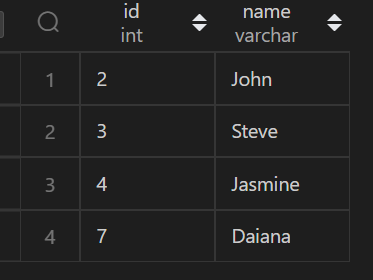 id name
int varchar
1 2 John
2 3 Steve
3 4 Jasmine
4 7 Daiana